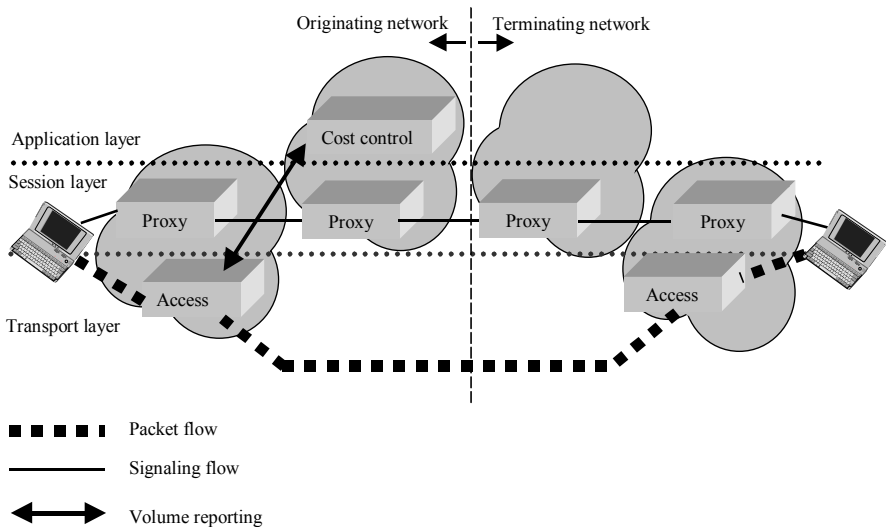 Originating network
Terminating network
Cost control
Application layer
Session layer
Proxy
Proxy
Proxy
Proxy
Access
Access
Transport layer
Packet flow
Signaling flow
Volume reporting